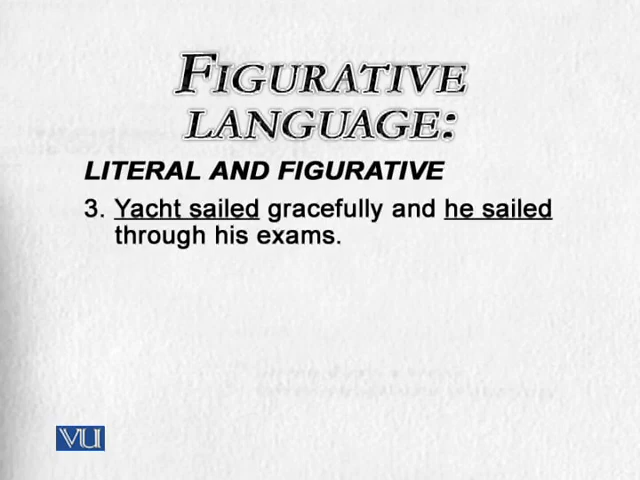 FIGURATIVE
LANGUAGE:
LITERAL AND FIGURATIVE
3. Yacht sailed gracefully and he sailed
through his exams.
VU